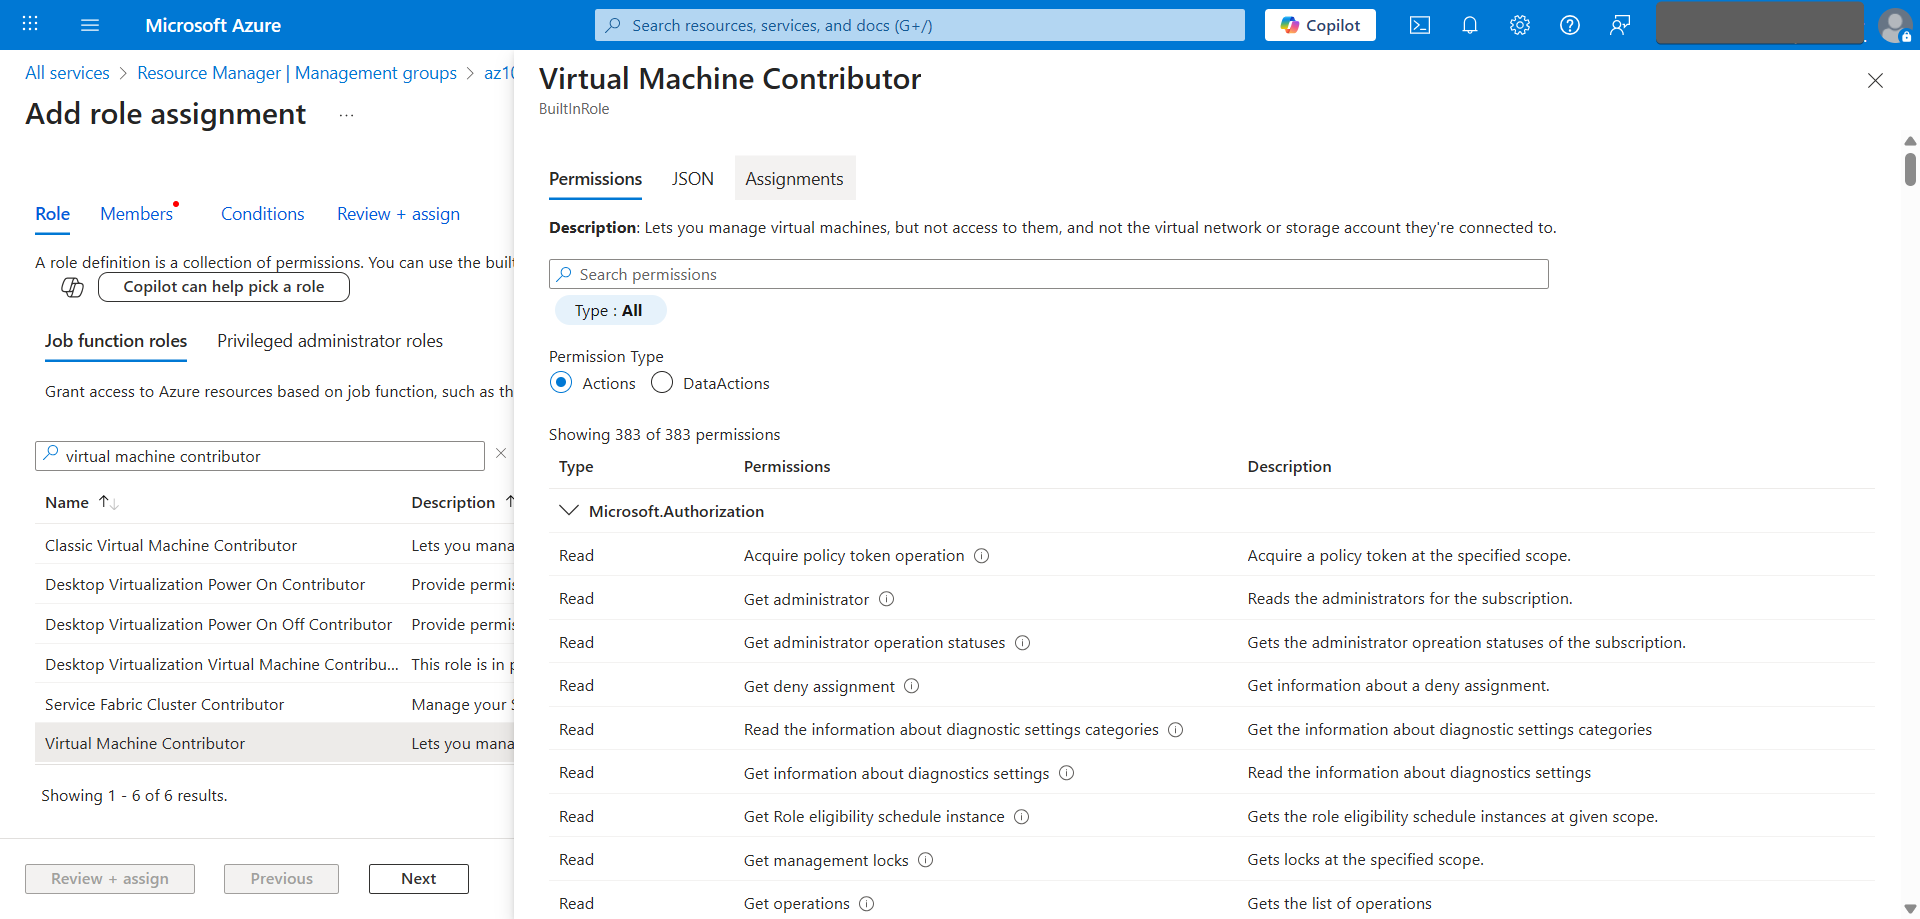 Microsoft Azure
Search resources, services, and docs (G+/)
Copilot
All services > Resource Manager | Management groups > az10
Add role assignment ...
Role Members Conditions Review + assign
A role definition is a collection of permissions. You can use the built
Copilot can help pick a role
Job function roles Privileged administrator roles
Grant access to Azure resources based on job function, such as th
virtual machine contributor
Name Description
Classic Virtual Machine Contributor Lets you mana
Desktop Virtualization Power On Contributor Provide permis
Desktop Virtualization Power On Off Contributor Provide permis
Desktop Virtualization Virtual Machine Contribu... This role is in p
Service Fabric Cluster Contributor Manage your S
Virtual Machine Contributor Lets you mana
Showing 1 - 6 of 6 results.
Review + assign Previous Next
Virtual Machine Contributor
BuiltInRole
Permissions JSON Assignments
Description: Lets you manage virtual machines, but not access to them, and not the virtual network or storage account they're connected to.
Search permissions
Type : All
Permission Type
Actions DataActions
Showing 383 of 383 permissions
Type Permissions Description
Microsoft.Authorization
Read Acquire policy token operation Acquire a policy token at the specified scope.
Read Get administrator Reads the administrators for the subscription.
Read Get administrator operation statuses Gets the administrator opreation statuses of the subscription.
Read Get deny assignment Get information about a deny assignment.
Read Read the information about diagnostic settings categories Get the information about diagnostic settings categories
Read Get information about diagnostics settings Read the information about diagnostics settings
Read Get Role eligibility schedule instance Gets the role eligibility schedule instances at given scope.
Read Get management locks Gets locks at the specified scope.
Read Get operations Gets the list of operations